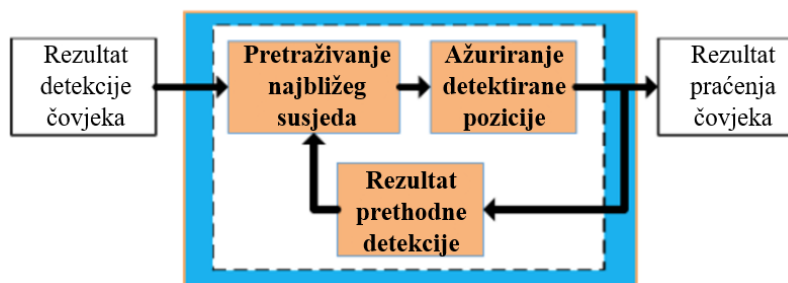 Rezultat
detekcije
čovjeka
Pretraživanje
najbližeg
susjeda
Ažuriranje
detektirane
pozicije
Rezultat
praćenja
čovjeka
Rezultat
prethodne
detekcije